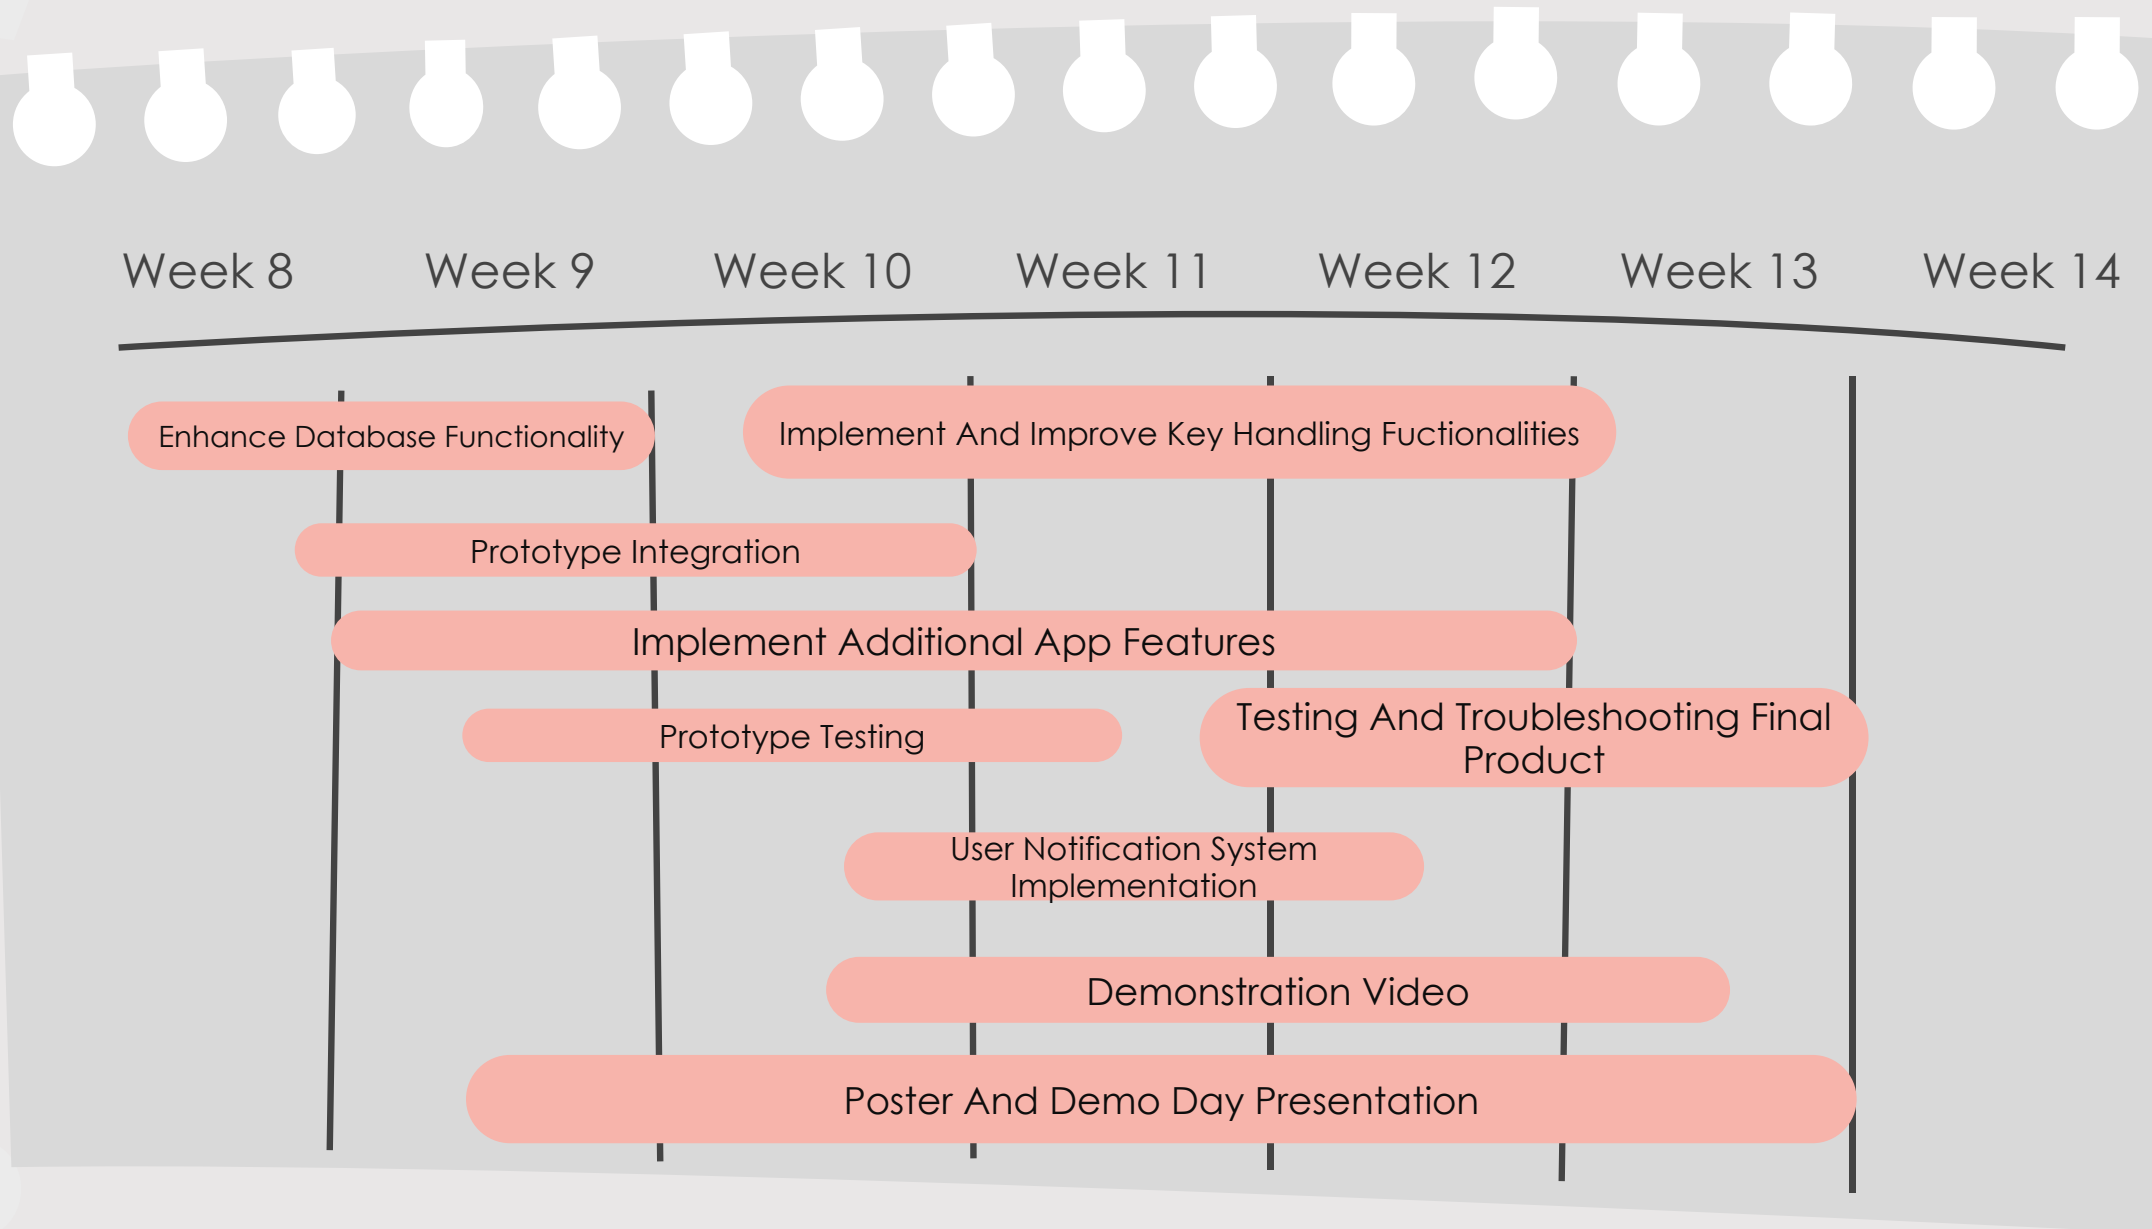 Week 8
Week 9
Week 10
Week 11
Week 12
Week 13
Week 14
Enhance Database Functionality
Implement And Improve Key Handling Fuctionalities
Prototype Integration
Implement Additional App Features
Prototype Testing
Testing And Troubleshooting Final
Product
User Notification System
Implementation
Demonstration Video
Poster And Demo Day Presentation